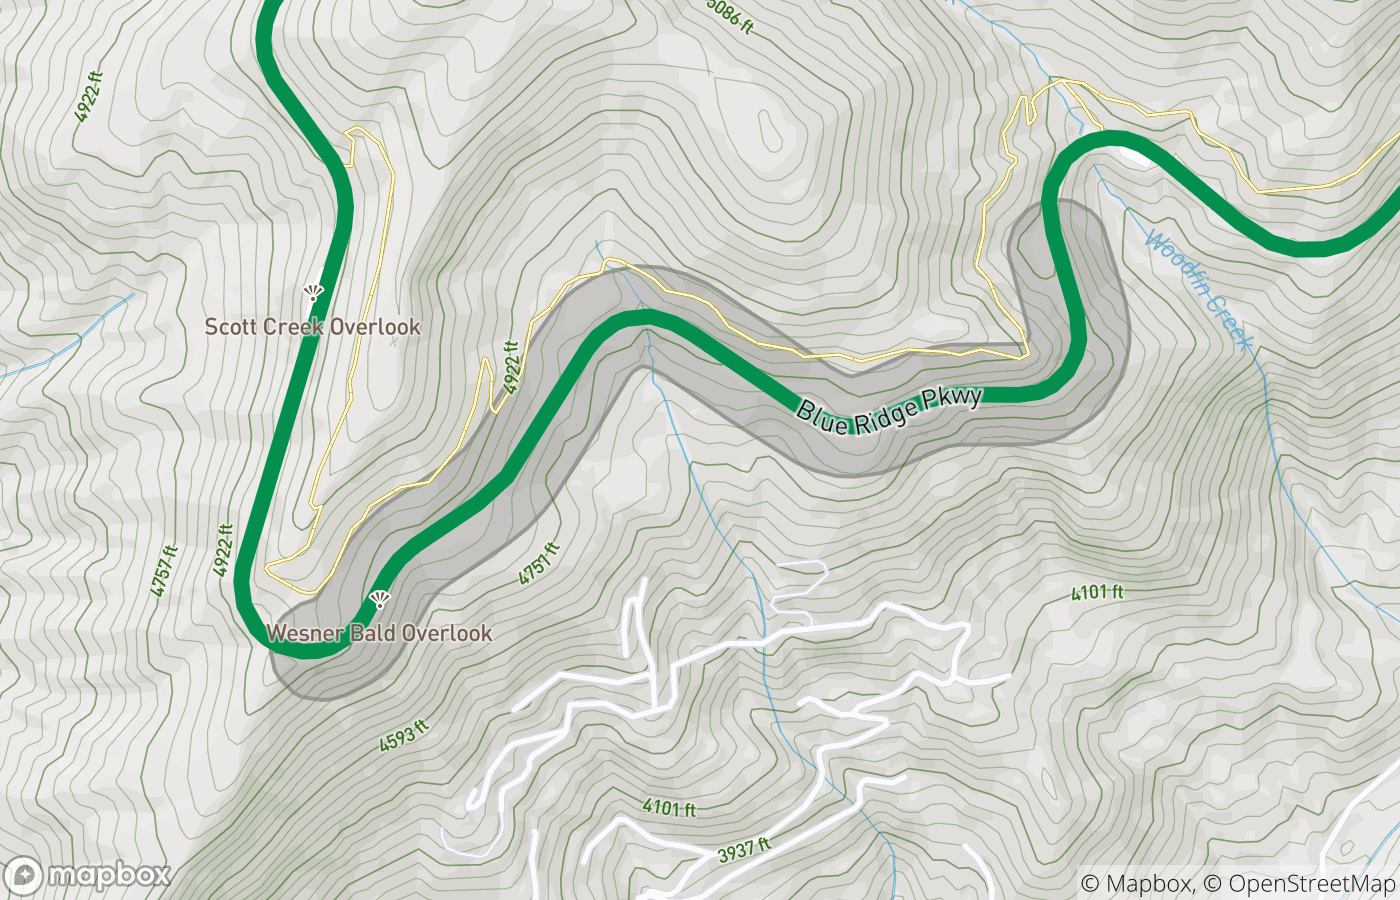 5086 ft
4922 ft
Woodfin Creek
Scott Creek Overlook
4922 ft
Blue Ridge Pkwy
4922 ft
4757 ft
4757 ft
4101 ft
Wesner Bald Overlook
4593 ft
4101 ft
3937 ft
mapbox
© Mapbox, © OpenStreetMap